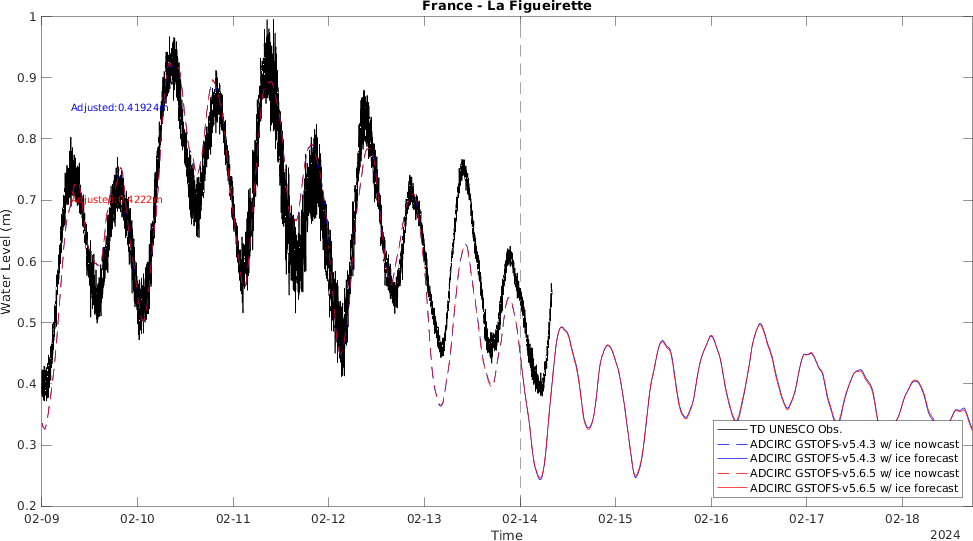 France - La Figueirette
1
0.9
0.8
0.7
0.6
0.5
0.4
0.3
0.2
Water Level (m)
Adjusted:0.41924m
Adjusted:0.4222m
TD UNESCO Obs.
ADCIRC GSTOFS-v5.4.3 w/ ice nowcast
ADCIRC GSTOFS-v5.4.3 w/ ice forecast
ADCIRC GSTOFS-v5.6.5 w/ ice nowcast
ADCIRC GSTOFS-v5.6.5 w/ ice forecast
02-09 02-10 02-11 02-12 02-13 02-14 02-15 02-16 02-17 02-18
Time
2024